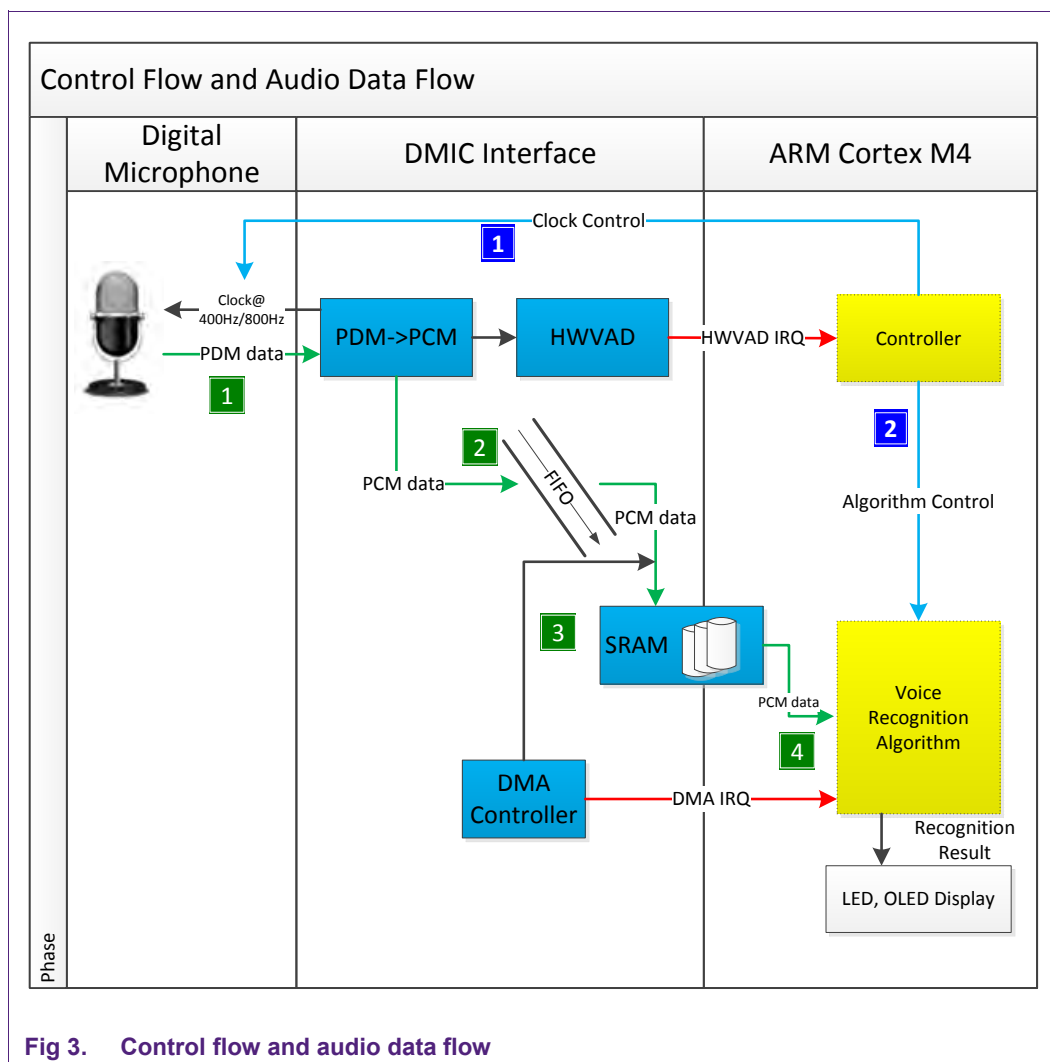 Control Flow and Audio Data Flow
Phase
Digital
Microphone
DMIC Interface
ARM Cortex M4
Clock Control
1
Clock@
400Hz/800Hz
PDM->PCM
HWVAD
HWVAD IRQ
Controller
PDM data
1
2
2
PCM data
FIFO
PCM data
Algorithm Control
3
SRAM
PCM data
4
Voice
Recognition
Algorithm
DMA
Controller
DMA IRQ
Recognition
Result
LED, OLED Display
Fig 3. Control flow and audio data flow